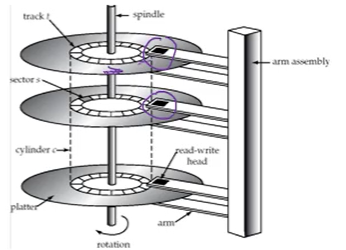 track t
spindle
arm assembly
sector s
cylinder c
read-write
head
platter
arm
rotation